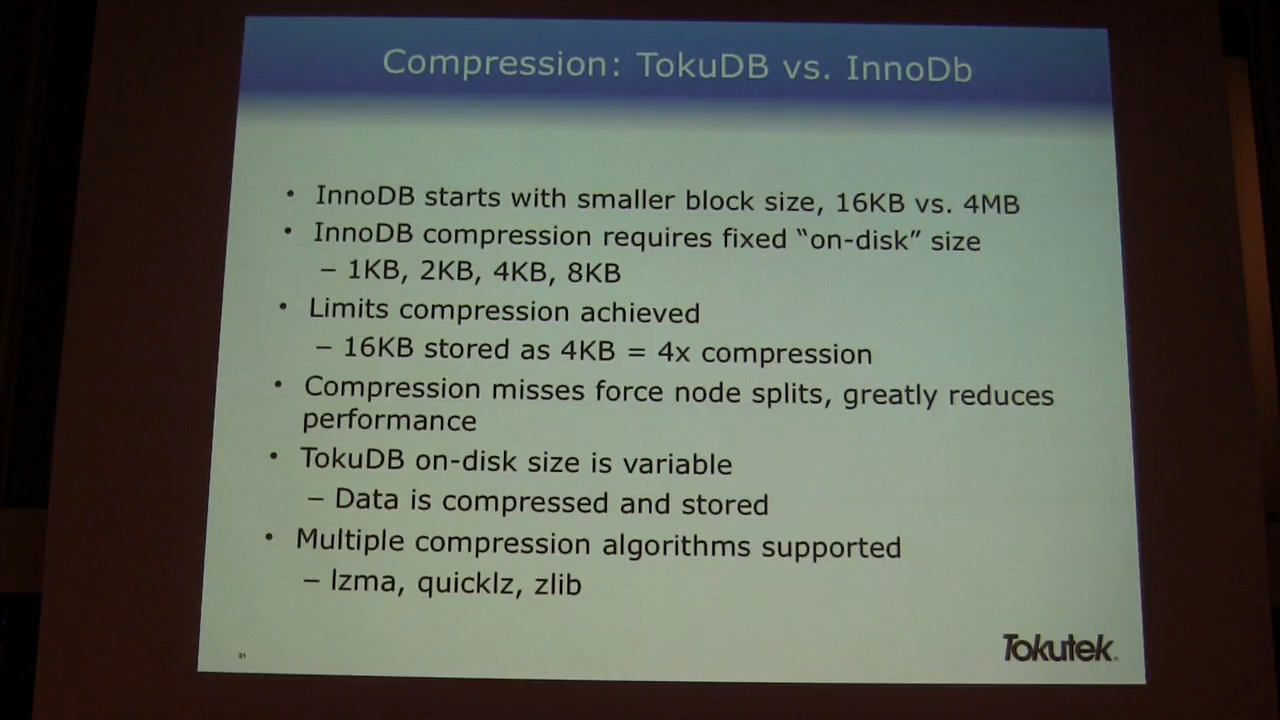 Compression: TokuDB vs. InnoDb
• InnoDB starts with smaller block size, 16KB vs. 4MB
• InnoDB compression requires fixed “on-disk” size
– 1KB, 2KB, 4KB, 8KB
• Limits compression achieved
– 16KB stored as 4KB = 4x compression
• Compression misses force node splits, greatly reduces
performance
• TokuDB on-disk size is variable
– Data is compressed and stored
• Multiple compression algorithms supported
– lzma, quicklz, zlib
31
Tokutek